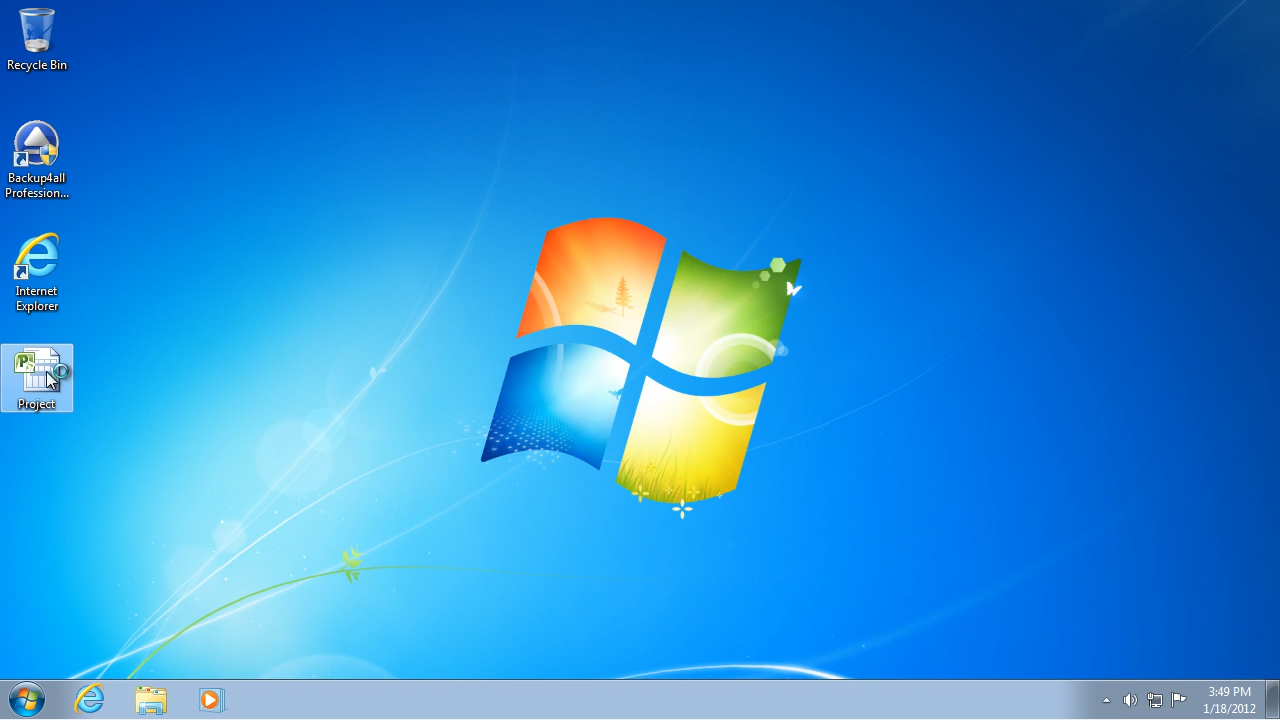 Recycle Bin
Backup4all
Profession...
Internet
Explorer
P
Project
3:49 PM
1/18/2012